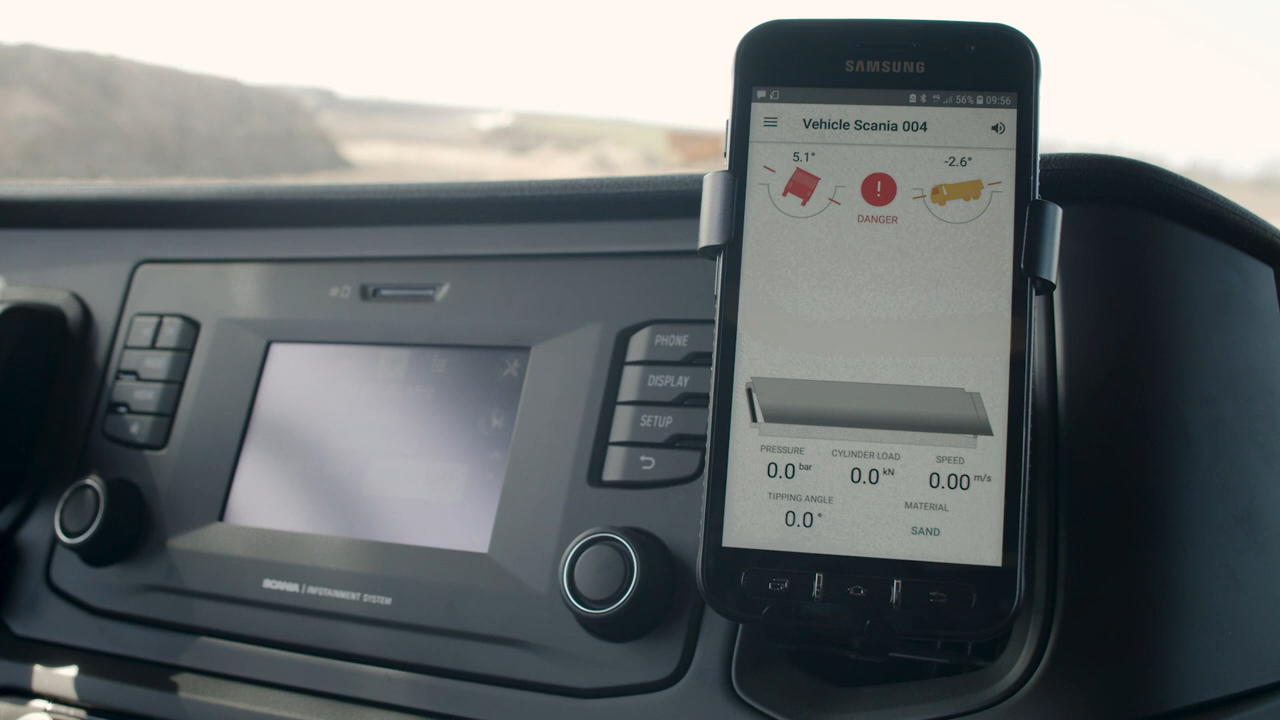 SAMSUNG
56% 09:56
Vehicle Scania 004
5.1°
-2.6°
DANGER
PRESSURE
0.0 bar
CYLINDER LOAD
0.0 kN
SPEED
0.00 m/s
TIPPING ANGLE
0.0 °
MATERIAL
SAND
PHONE
DISPLAY
SETUP
SCANIA | INFOTAINMENT SYSTEM